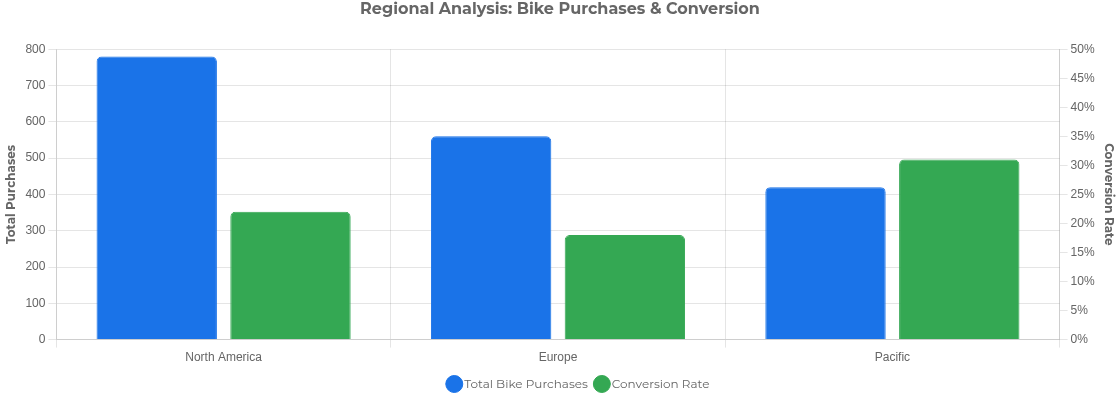 Regional Analysis: Bike Purchases & Conversion
Total Purchases
800
700
600
500
400
300
200
100
0
50%
45%
40%
35%
30%
25%
20%
15%
10%
5%
0%
Conversion Rate
North America
Europe
Pacific
Total Bike Purchases
Conversion Rate